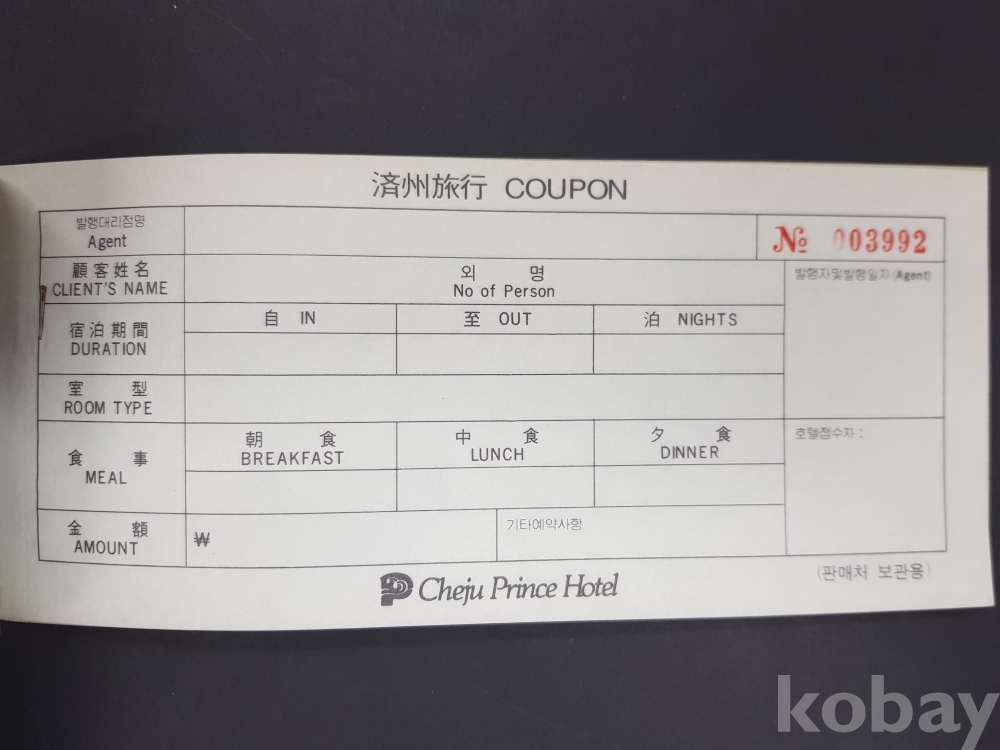 済州旅行 COUPON
발행대리점명
Agent
№ 003992
顧客姓名
CLIENT'S NAME
외 명
No of Person
발행자및발행일자(Agent)
宿泊期間
DURATION
自 IN
至 OUT
泊 NIGHTS
室型
ROOM TYPE
食事
MEAL
朝食
BREAKFAST
中食
LUNCH
夕食
DINNER
호텔접수자 :
金額
AMOUNT
₩
기타예약사항
Cheju Prince Hotel
(판매처 보관용)
kobay